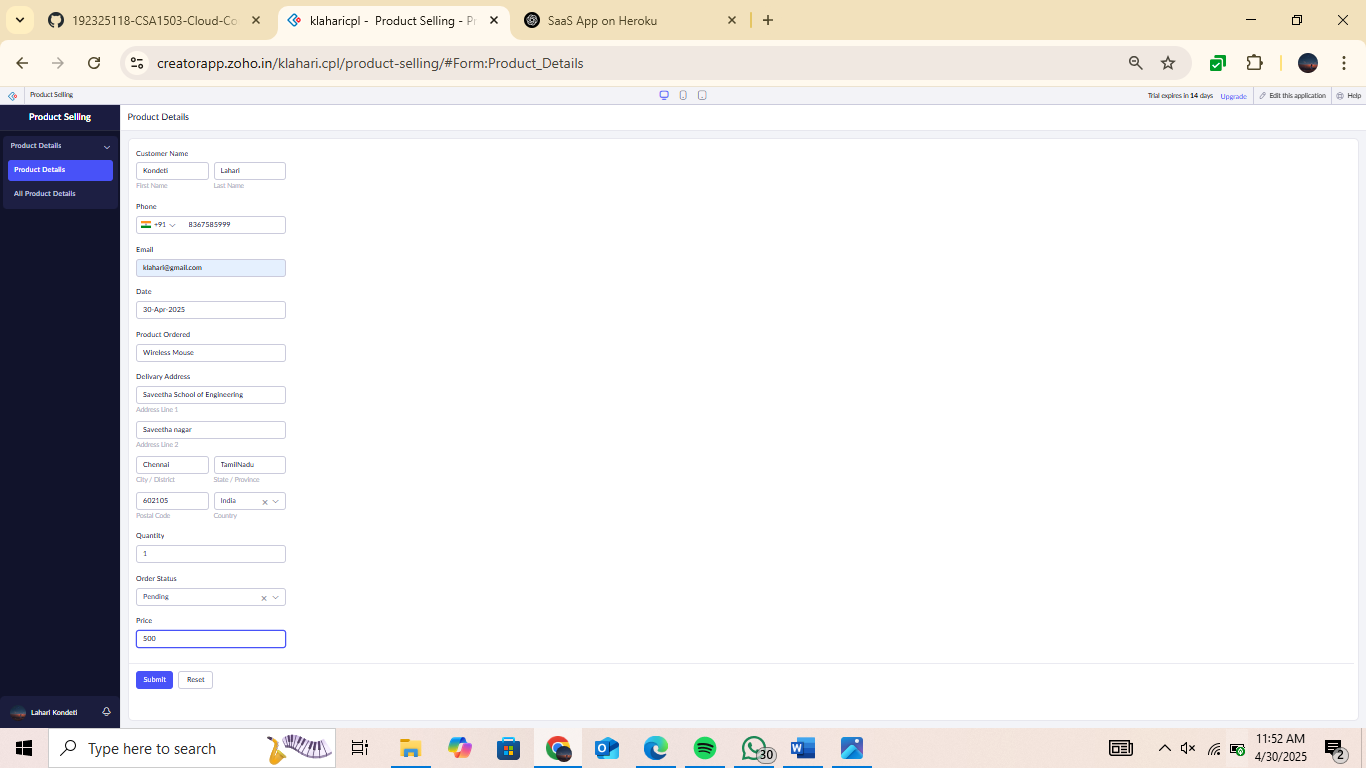 192325118-CSA1503-Cloud-Co
klaharicpl - Product Selling - Pr
SaaS App on Heroku
creatorapp.zoho.in/klahari.cpl/product-selling/#Form:Product_Details
Product Selling
Trial expires in 14 days
Upgrade
Edit this application
Help
Product Selling
Product Details
Product Details
Product Details
All Product Details
Customer Name
Kondeti Lahari
First Name Last Name
Phone
+91 8367585999
Email
klahari@gmail.com
Date
30-Apr-2025
Product Ordered
Wireless Mouse
Delivary Address
Saveetha School of Engineering
Address Line 1
Saveetha nagar
Address Line 2
Chennai TamilNadu
City / District State / Province
602105 India
Postal Code Country
Quantity
1
Order Status
Pending
Price
500
Submit Reset
Lahari Kondeti
Type here to search
30
11:52 AM
4/30/2025
2